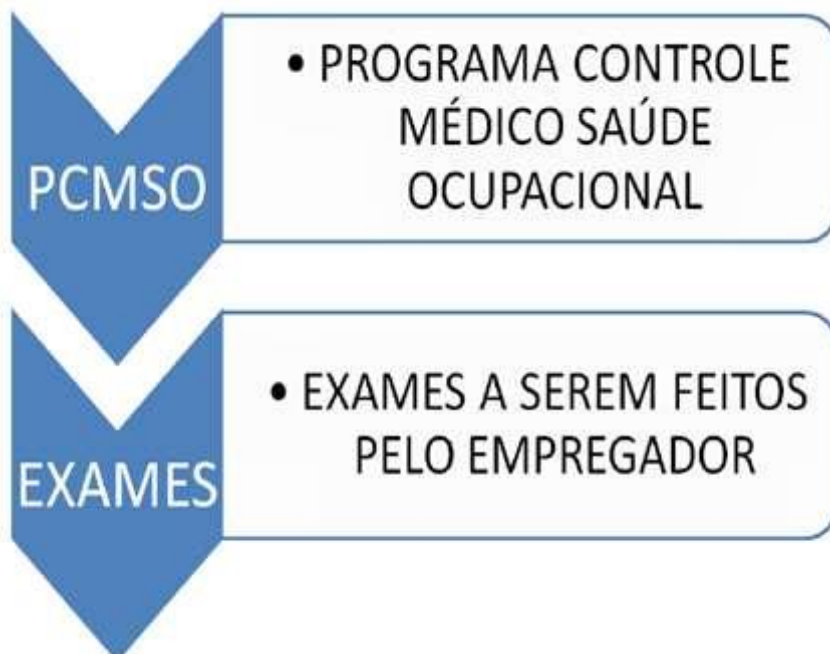 PCMSO
• PROGRAMA CONTROLE
MÉDICO SAÚDE
OCUPACIONAL
EXAMES
• EXAMES A SEREM FEITOS
PELO EMPREGADOR